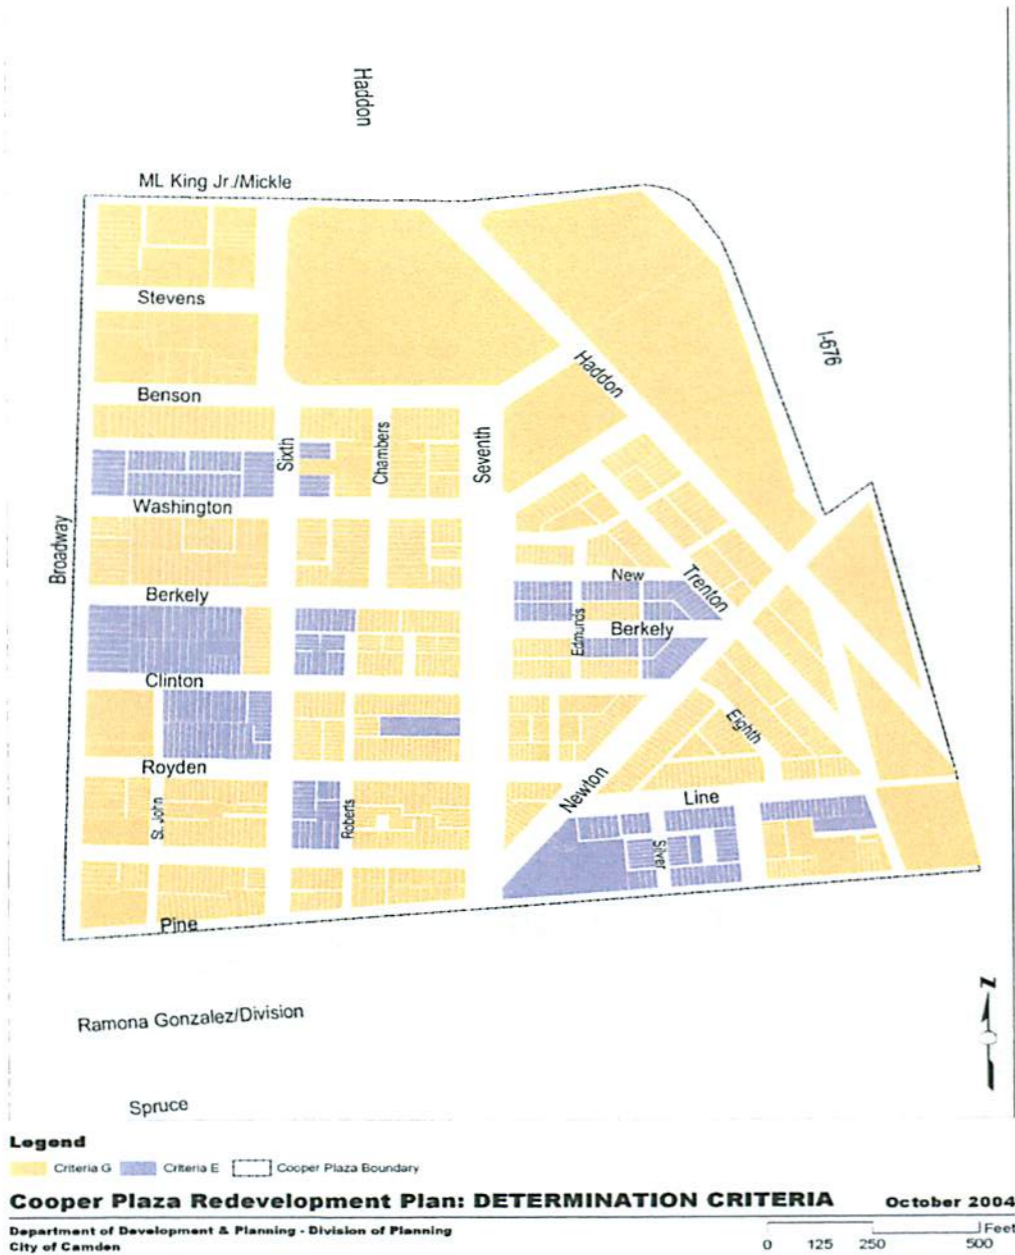 Haddon
ML King Jr./Mickle
Stevens
I-676
Haddon
Benson
Sixth
Chambers
Seventh
Washington
Broadway
New
Trenton
Berkely
Edmunds
Berkely
Clinton
Eighth
Royden
Newton
Line
St. John
Roberts
Silver
Pine
Z
Ramona Gonzalez/Division
Spruce
Legend
Criteria G Criteria E Cooper Plaza Boundary
Cooper Plaza Redevelopment Plan: DETERMINATION CRITERIA October 2004
Department of Development & Planning - Division of Planning
City of Camden
Feet
0 125 250 500